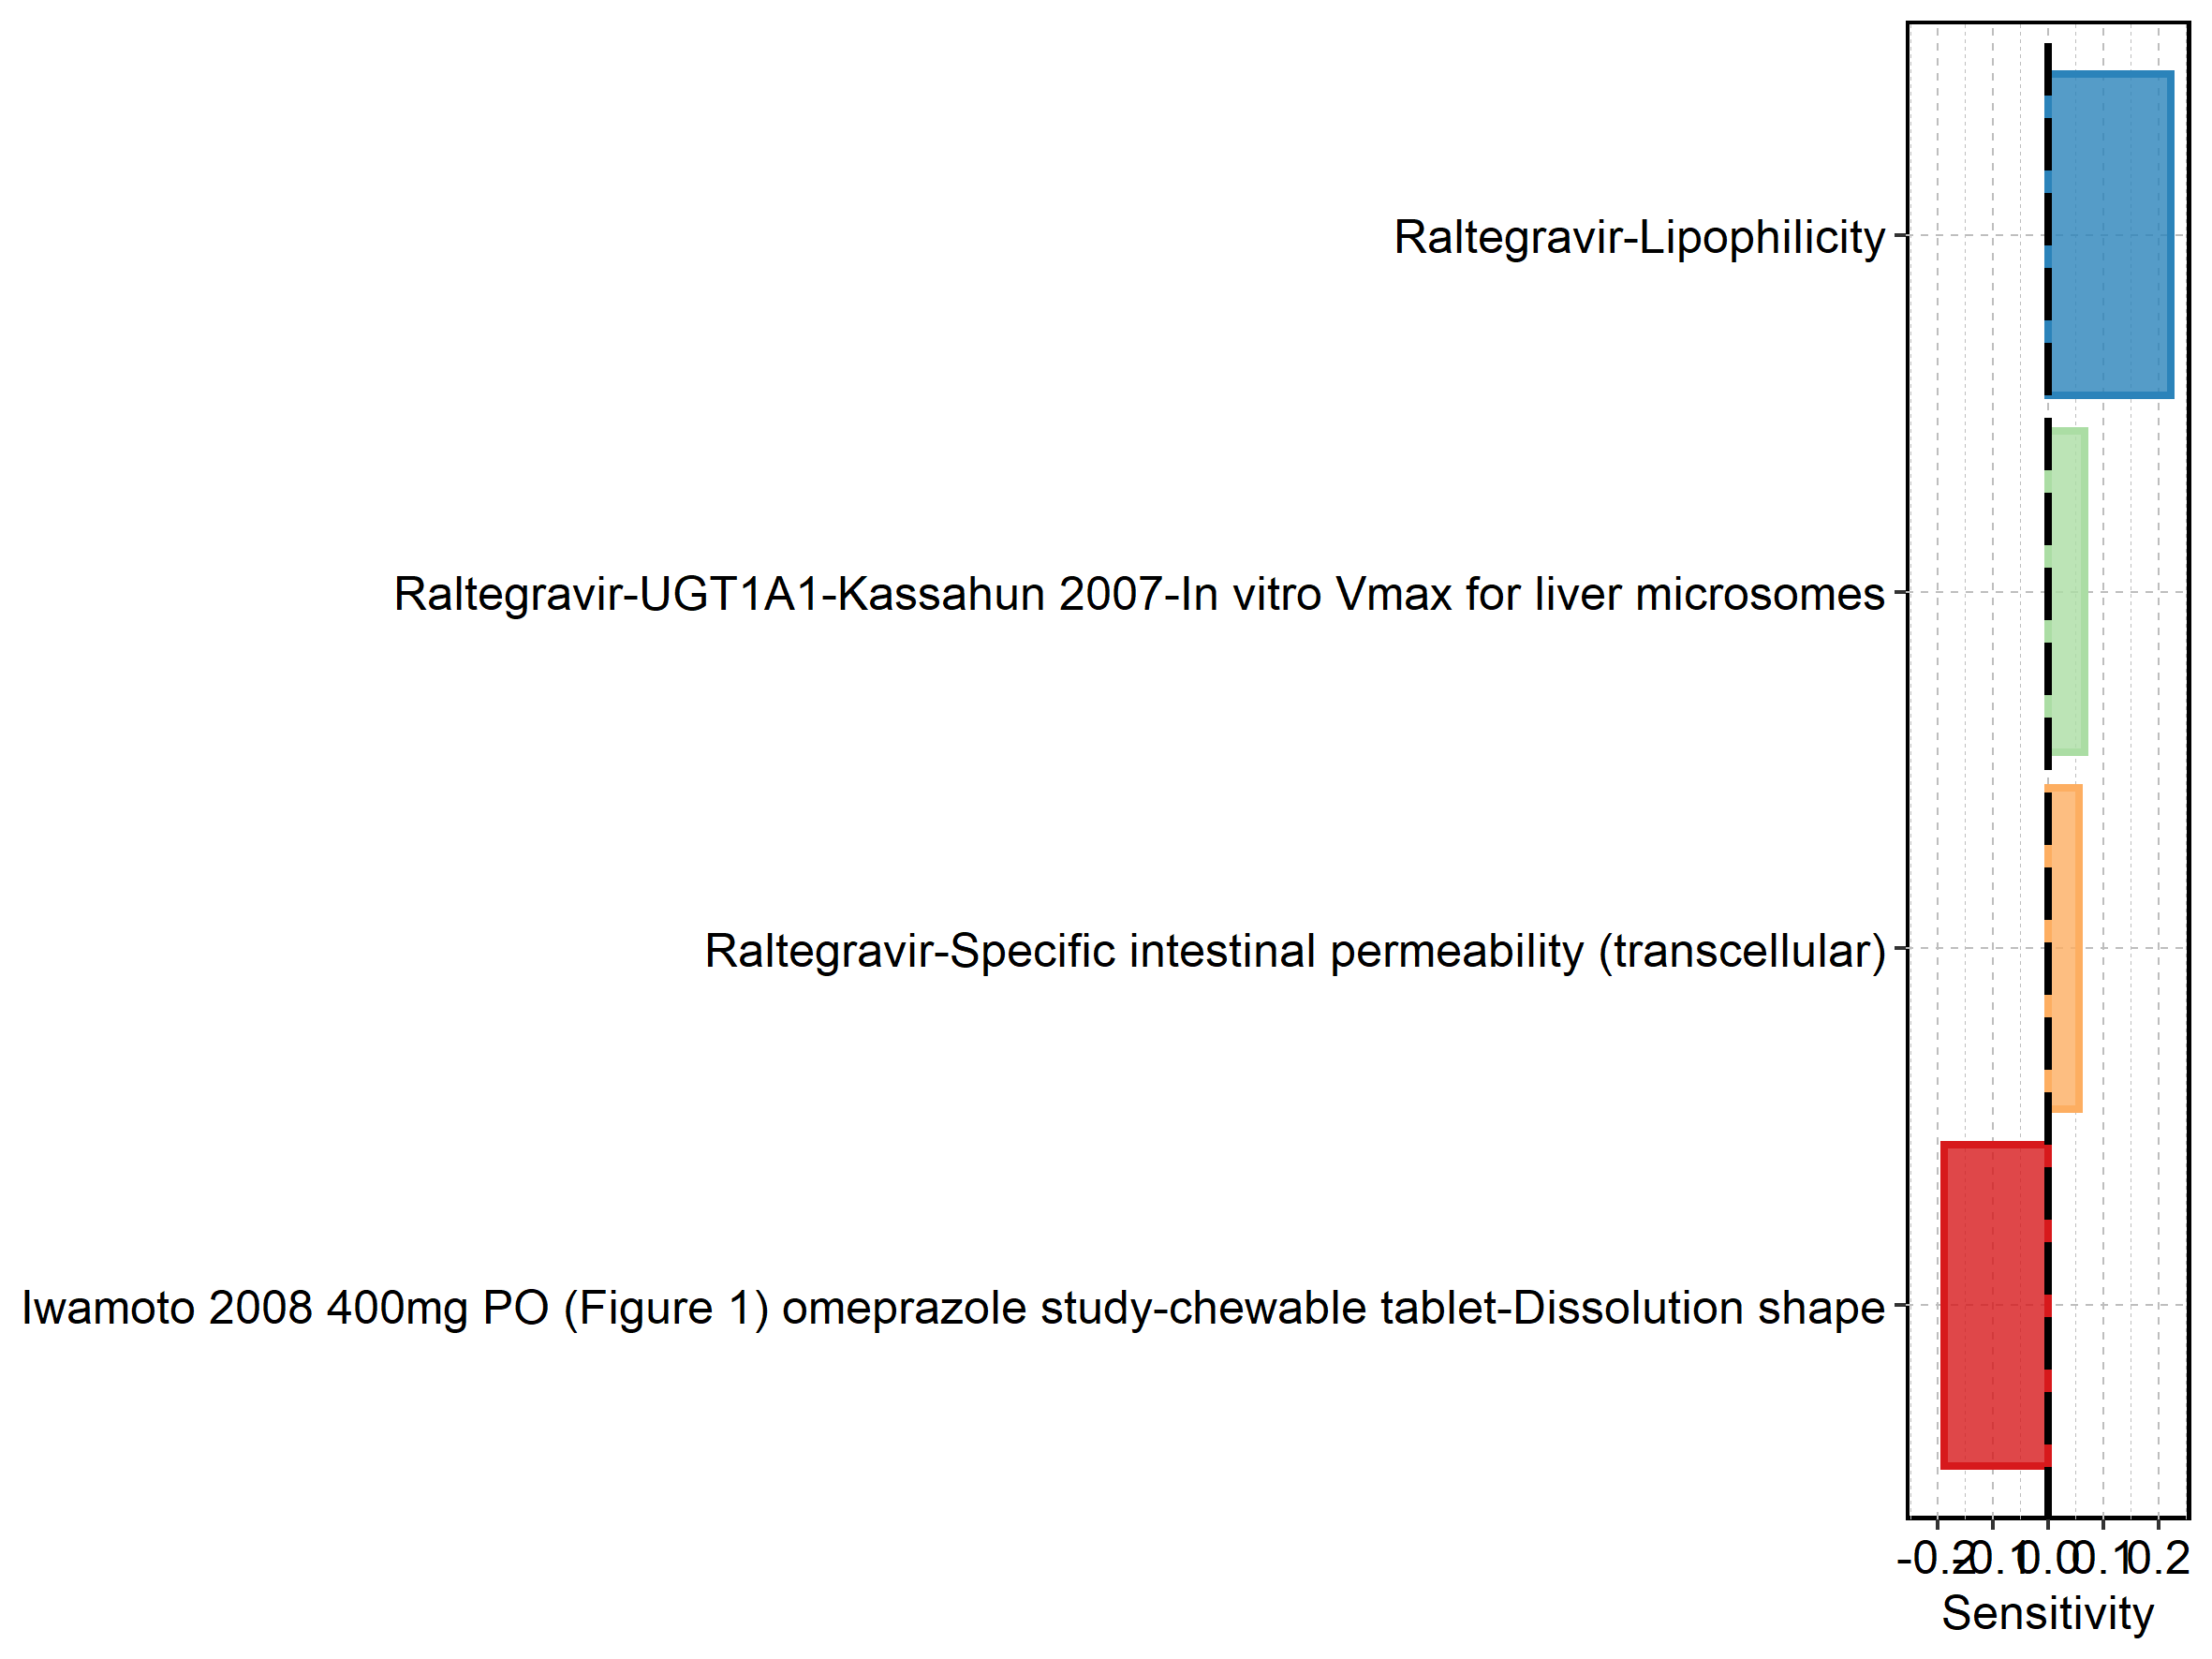 Raltegravir-Lipophilicity
Raltegravir-UGT1A1-Kassahun 2007-In vitro Vmax for liver microsomes
Raltegravir-Specific intestinal permeability (transcellular)
Iwamoto 2008 400mg PO (Figure 1) omeprazole study-chewable tablet-Dissolution shape
-0.2 -0.1 0.0 0.1 0.2
Sensitivity